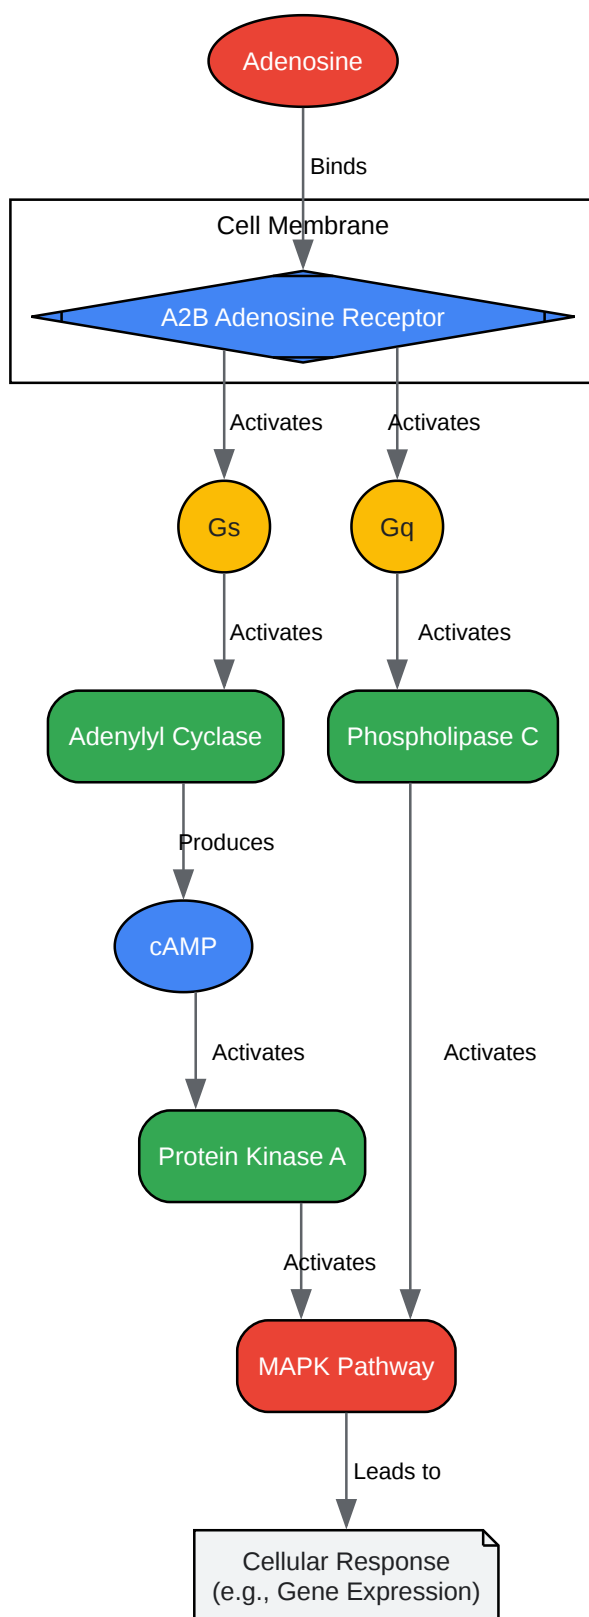 Adenosine
Binds
Cell Membrane
A2B Adenosine Receptor
Activates
Activates
Gs
Gq
Activates
Activates
Adenylyl Cyclase
Phospholipase C
Produces
cAMP
Activates
Activates
Protein Kinase A
Activates
MAPK Pathway
Leads to
Cellular Response
(e.g., Gene Expression)